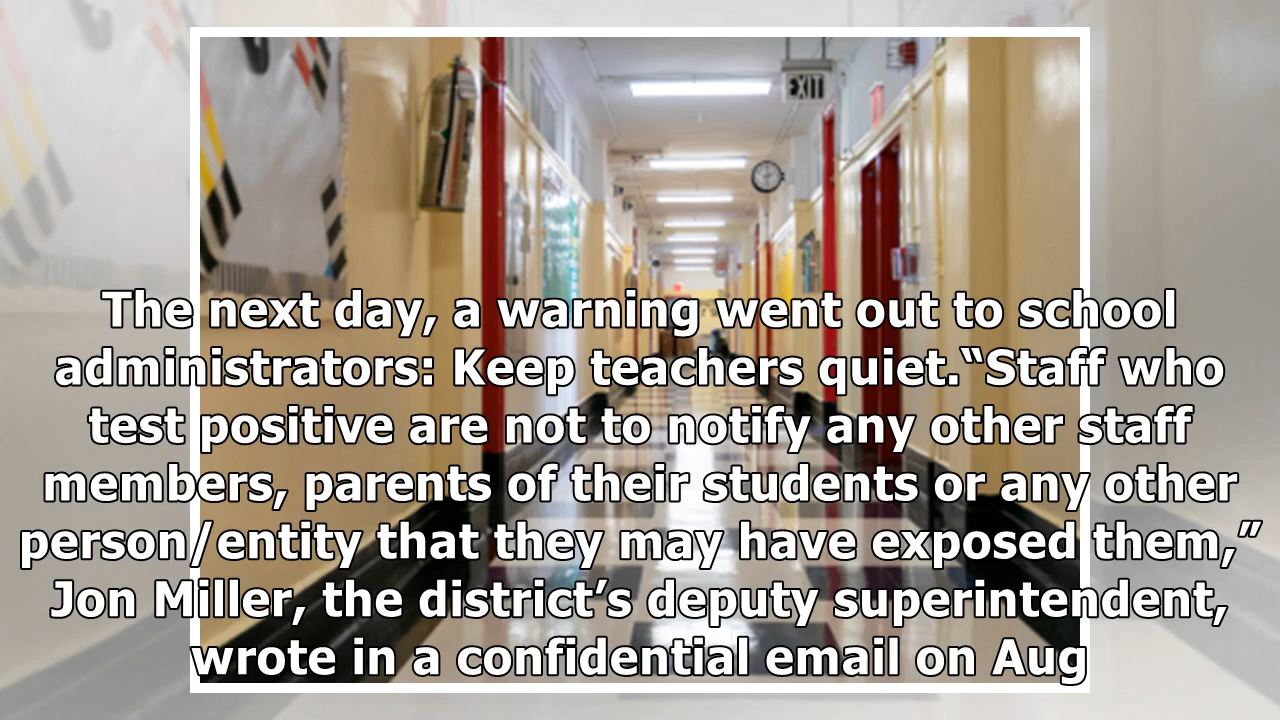 EXIT
The next day, a warning went out to school
administrators: Keep teachers quiet.“Staff who
test positive are not to notify any other staff
members, parents of their students or any other
person/entity that they may have exposed them,”
Jon Miller, the district’s deputy superintendent,
wrote in a confidential email on Aug